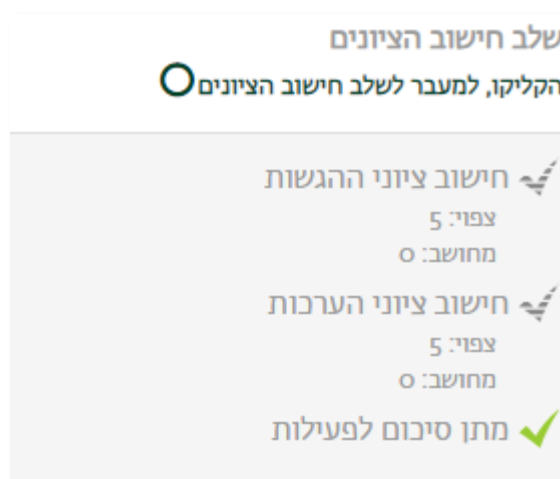 שלב חישוב הציונים
הקליקו, למעבר לשלב חישוב הציונים
חישוב ציוני ההגשות
צפוי: 5
מחושב: 0
חישוב ציוני הערכות
צפוי: 5
מחושב: 0
מתן סיכום לפעילות